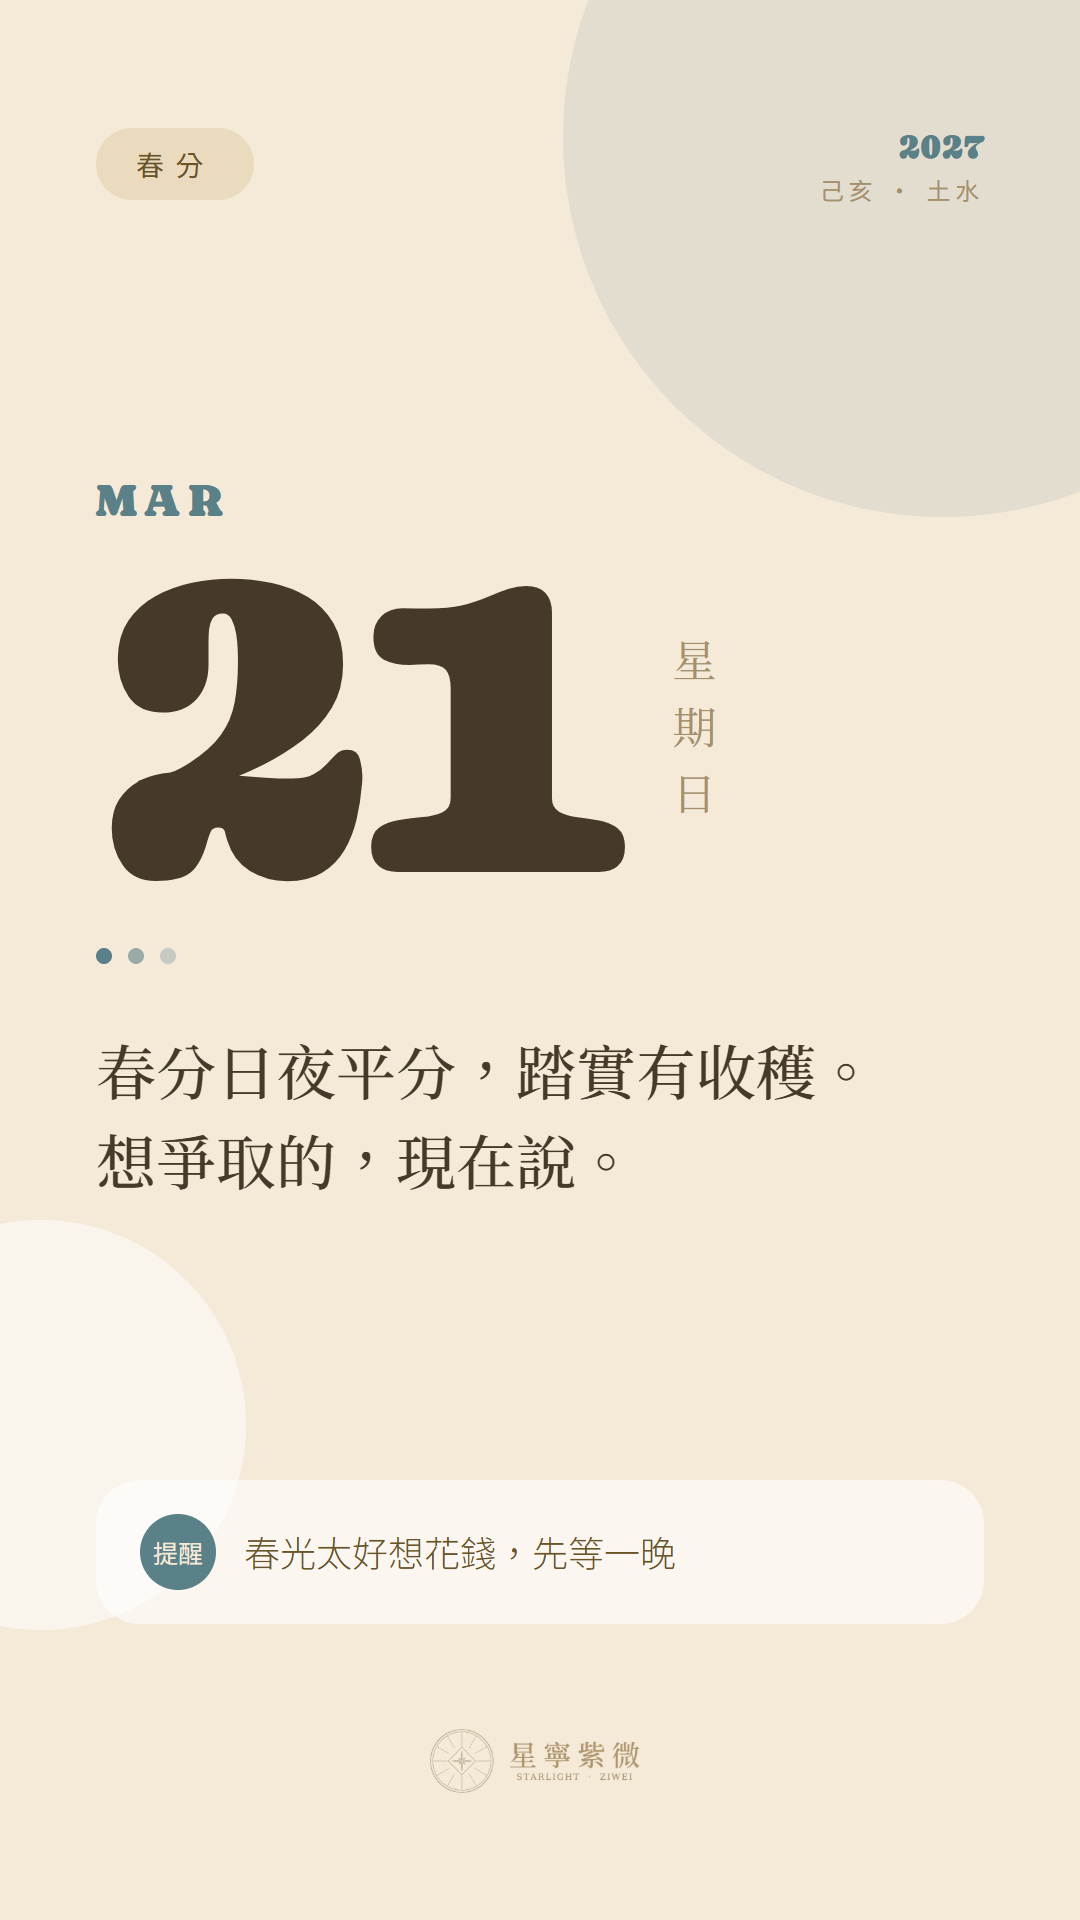 春分
2027
己亥 · 土水
MAR
21
星期日
春分日夜平分，踏實有收穫。
想爭取的，現在說。
提醒
春光太好想花錢，先等一晚
星寧紫微
STARLIGHT · ZIWEI